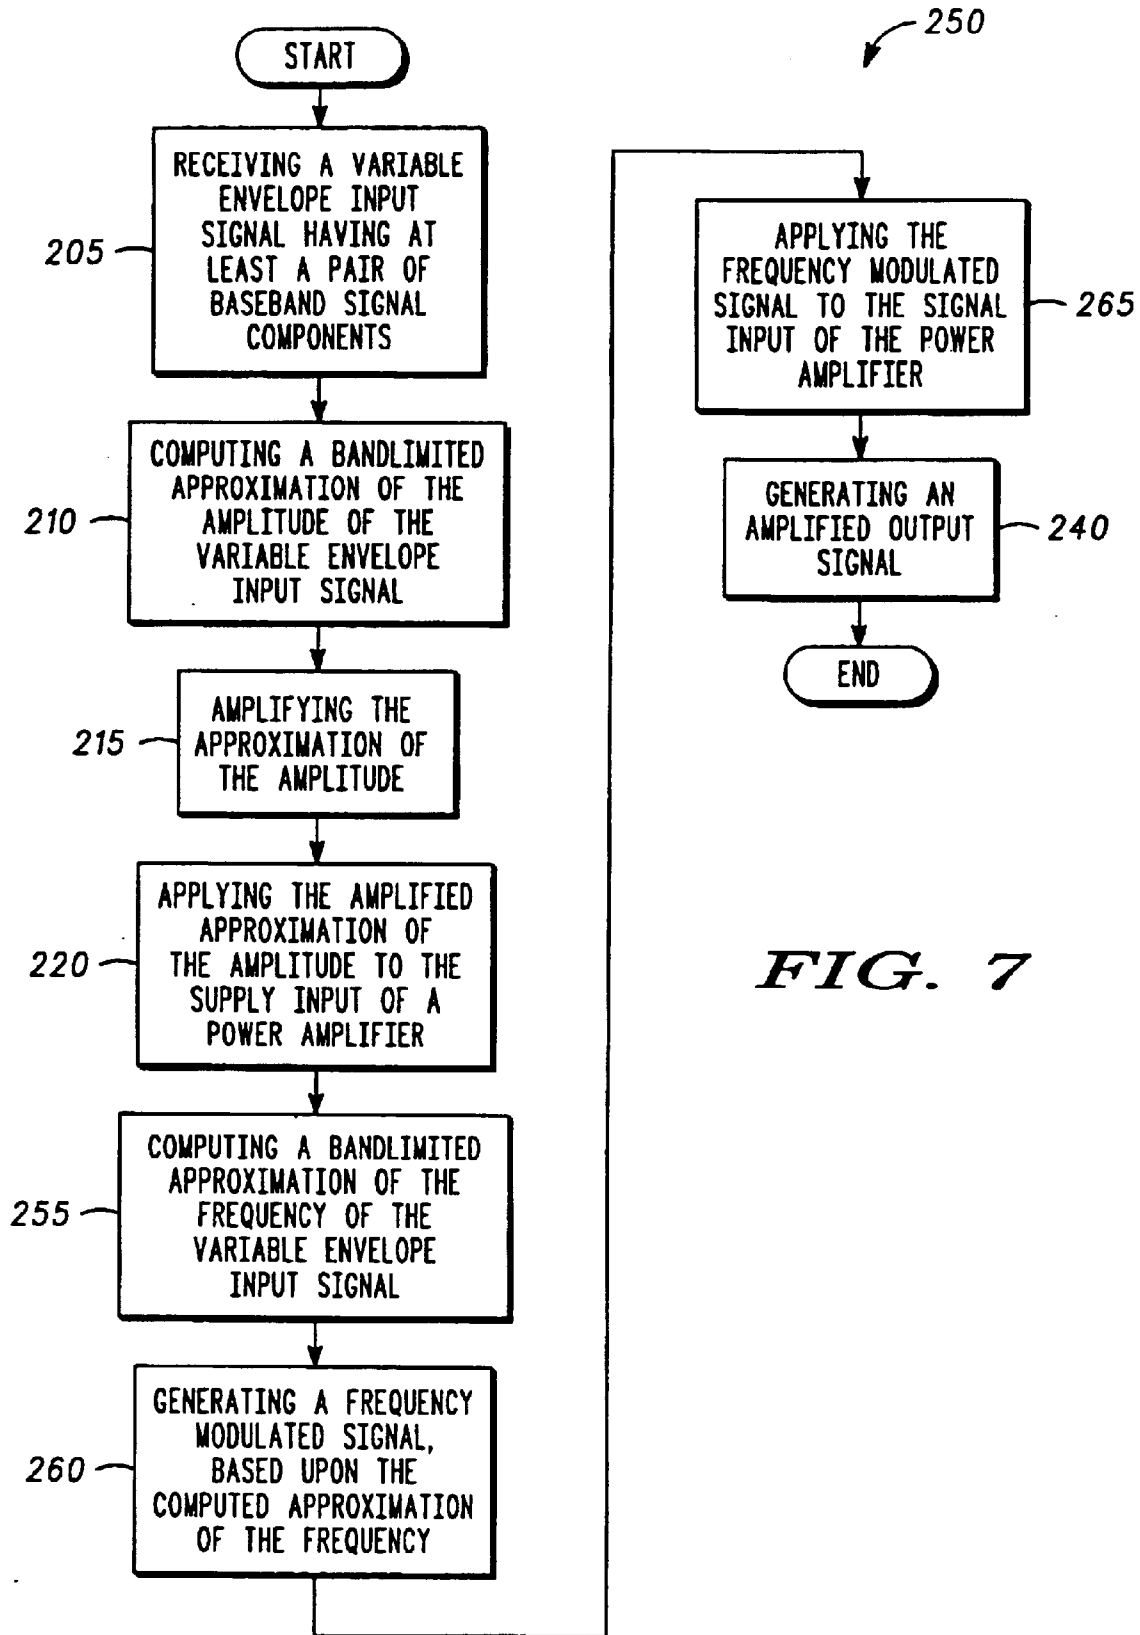 START
RECEIVING A VARIABLE
ENVELOPE INPUT
SIGNAL HAVING AT
LEAST A PAIR OF
BASEBAND SIGNAL
COMPONENTS
205
COMPUTING A BANDLIMITED
APPROXIMATION OF THE
AMPLITUDE OF THE
VARIABLE ENVELOPE
INPUT SIGNAL
210
AMPLIFYING THE
APPROXIMATION OF
THE AMPLITUDE
215
APPLYING THE AMPLIFIED
APPROXIMATION OF
THE AMPLITUDE TO THE
SUPPLY INPUT OF A
POWER AMPLIFIER
220
COMPUTING A BANDLIMITED
APPROXIMATION OF THE
FREQUENCY OF THE
VARIABLE ENVELOPE
INPUT SIGNAL
255
GENERATING A FREQUENCY
MODULATED SIGNAL,
BASED UPON THE
COMPUTED APPROXIMATION
OF THE FREQUENCY
260
250
APPLYING THE
FREQUENCY MODULATED
SIGNAL TO THE SIGNAL
INPUT OF THE POWER
AMPLIFIER
265
GENERATING AN
AMPLIFIED OUTPUT
SIGNAL
240
END
FIG. 7